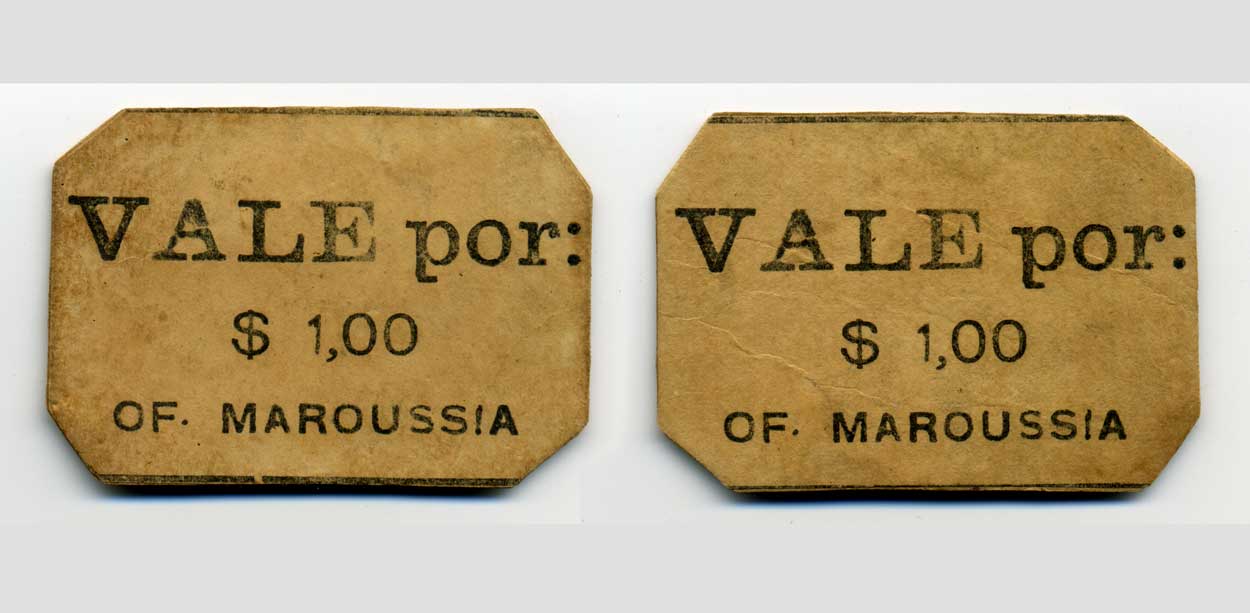 VALE por:
$ 1,00
OF. MAROUSSIA
VALE por:
$ 1,00
OF. MAROUSSIA